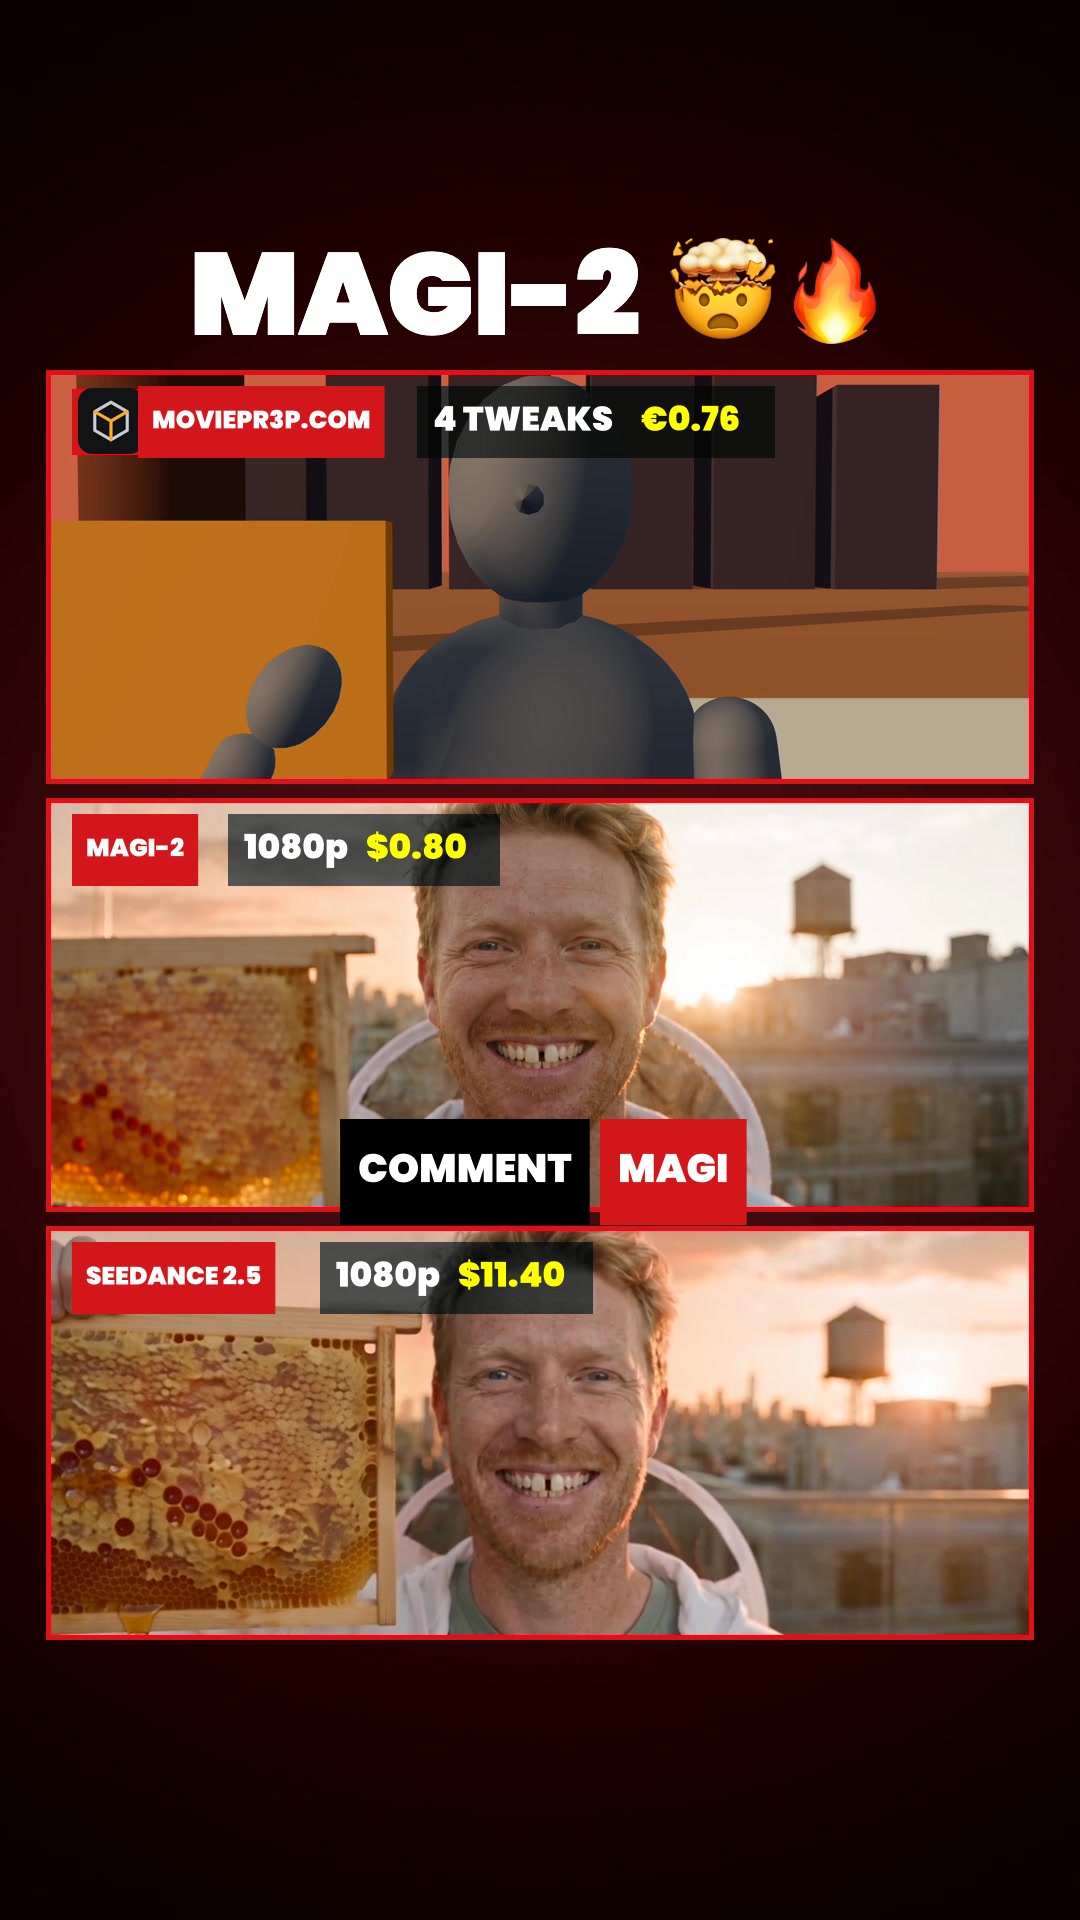 MAGI-2 🤯🔥
MOVIEPR3P.COM 4 TWEAKS €0.76
MAGI-2 1080p $0.80
COMMENT MAGI
SEEDANCE 2.5 1080p $11.40